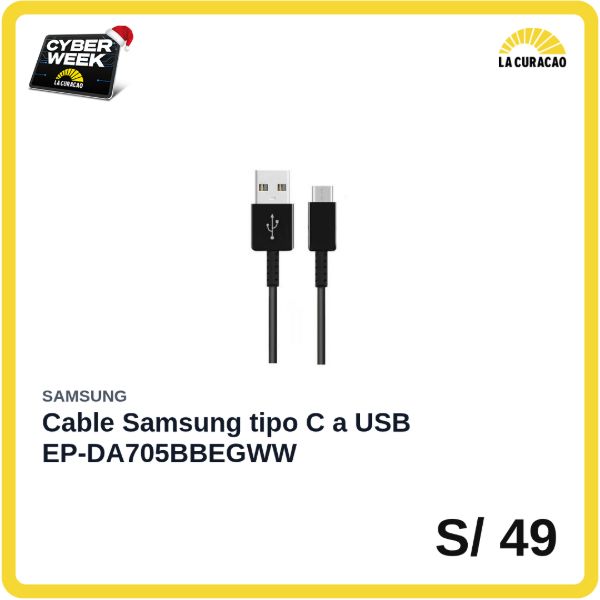 CYBER
WEEK
LA CURACAO
LA CURACAO
SAMSUNG
Cable Samsung tipo C a USB
EP-DA705BBEGWW
S/ 49